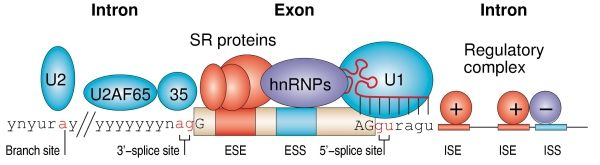 Intron Exon Intron
SR proteins
Regulatory complex
U2 U2AF65 35 hnRNPs U1
+ + −
ynyuray//yyyyyyynagG AGguragu
Branch site 3'-splice site ESE ESS 5'-splice site ISE ISE ISS